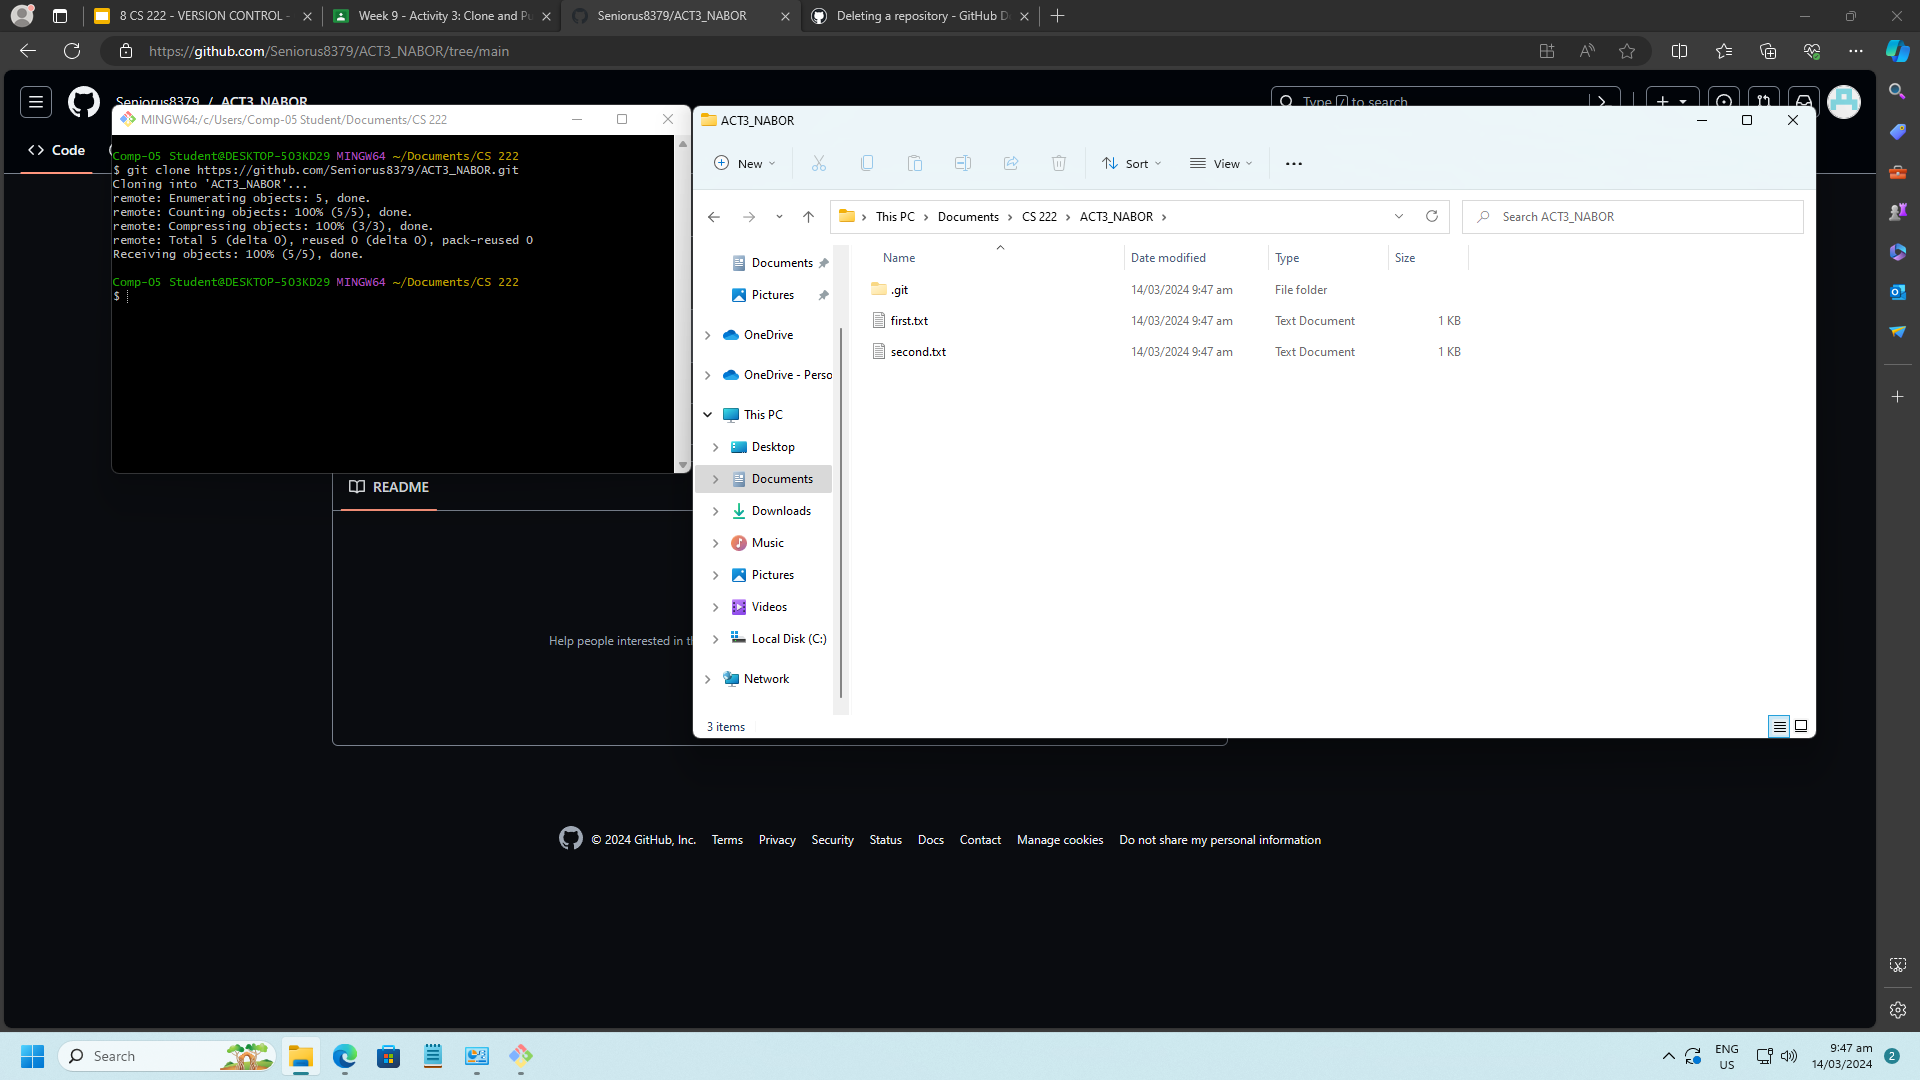 8 CS 222 - VERSION CONTROL -
Week 9 - Activity 3: Clone and Pu
Seniorus8379/ACT3_NABOR
Deleting a repository - GitHub D
https://github.com/Seniorus8379/ACT3_NABOR/tree/main
Seniorus8379 / ACT3_NABOR
Type / to search
Code
MINGW64:/c/Users/Comp-05 Student/Documents/CS 222
Comp-05 Student@DESKTOP-5O3KD29 MINGW64 ~/Documents/CS 222
$ git clone https://github.com/Seniorus8379/ACT3_NABOR.git
Cloning into 'ACT3_NABOR'...
remote: Enumerating objects: 5, done.
remote: Counting objects: 100% (5/5), done.
remote: Compressing objects: 100% (3/3), done.
remote: Total 5 (delta 0), reused 0 (delta 0), pack-reused 0
Receiving objects: 100% (5/5), done.
Comp-05 Student@DESKTOP-5O3KD29 MINGW64 ~/Documents/CS 222
$
ACT3_NABOR
New
Sort
View
This PC > Documents > CS 222 > ACT3_NABOR >
Search ACT3_NABOR
Documents
Pictures
OneDrive
OneDrive - Perso
This PC
Desktop
Documents
Downloads
Music
Pictures
Videos
Local Disk (C:)
Network
Name Date modified Type Size
.git 14/03/2024 9:47 am File folder
first.txt 14/03/2024 9:47 am Text Document 1 KB
second.txt 14/03/2024 9:47 am Text Document 1 KB
3 items
README
Help people interested in th
© 2024 GitHub, Inc. Terms Privacy Security Status Docs Contact Manage cookies Do not share my personal information
Search
ENG
US
9:47 am
14/03/2024
2